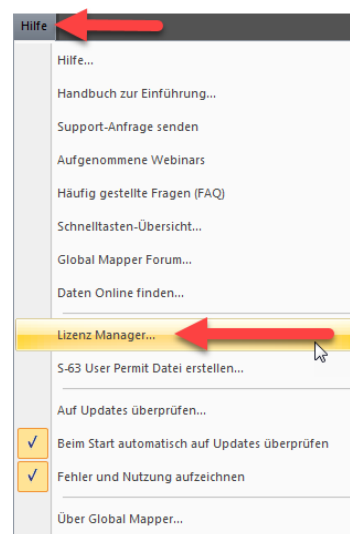 Hilfe
Hilfe...
Handbuch zur Einführung...
Support-Anfrage senden
Aufgenommene Webinars
Häufig gestellte Fragen (FAQ)
Schnelltasten-Übersicht...
Global Mapper Forum...
Daten Online finden...
Lizenz Manager...
S-63 User Permit Datei erstellen...
Auf Updates überprüfen...
Beim Start automatisch auf Updates überprüfen
Fehler und Nutzung aufzeichnen
Über Global Mapper...